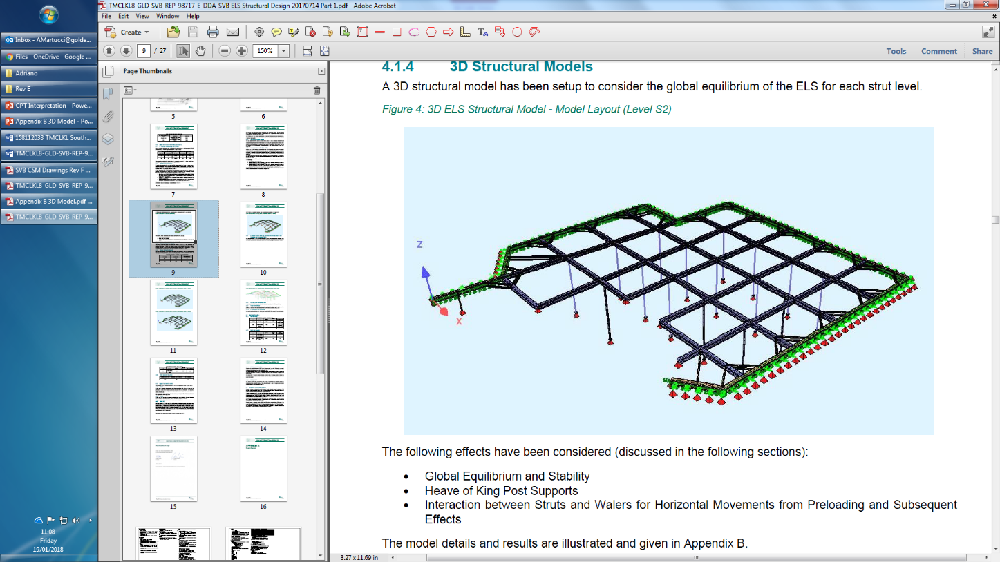 TMCLKL8-GLD-SVB-REP-98717-E-DDA-SVB ELS Structural Design 20170714 Part 1.pdf - Adobe Acrobat
File Edit View Window Help
Create
9 / 27 150% Tools Comment Share
Inbox - AMartucci@golde...
Files - OneDrive - Google ...
Adriano
Rev E
CPT Interpretation - Powe...
Appendix B 3D Model - Po...
158112033 TMCLKL South...
TMCLKL8-GLD-SVB-REP-9...
SVB CSM Drawings Rev F ...
TMCLKL8-GLD-SVB-REP-9...
Appendix B 3D Model.pdf ...
TMCLKL8-GLD-SVB-REP-9...
11:08
Friday
19/01/2018
Page Thumbnails
5 6
7 8
9 10
11 12
13 14
15 16
4.1.4 3D Structural Models
A 3D structural model has been setup to consider the global equilibrium of the ELS for each strut level.
Figure 4: 3D ELS Structural Model - Model Layout (Level S2)
Z
X
The following effects have been considered (discussed in the following sections):
• Global Equilibrium and Stability
• Heave of King Post Supports
• Interaction between Struts and Walers for Horizontal Movements from Preloading and Subsequent
Effects
The model details and results are illustrated and given in Appendix B.
8.27 x 11.69 in